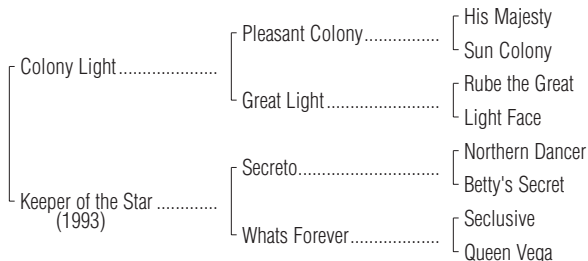 His Majesty
Pleasant Colony................
Sun Colony
Colony Light.....................
Rube the Great
Great Light........................
Light Face
Northern Dancer
Secreto..............................
Betty's Secret
Keeper of the Star .............
(1993)
Seclusive
Whats Forever...................
Queen Vega